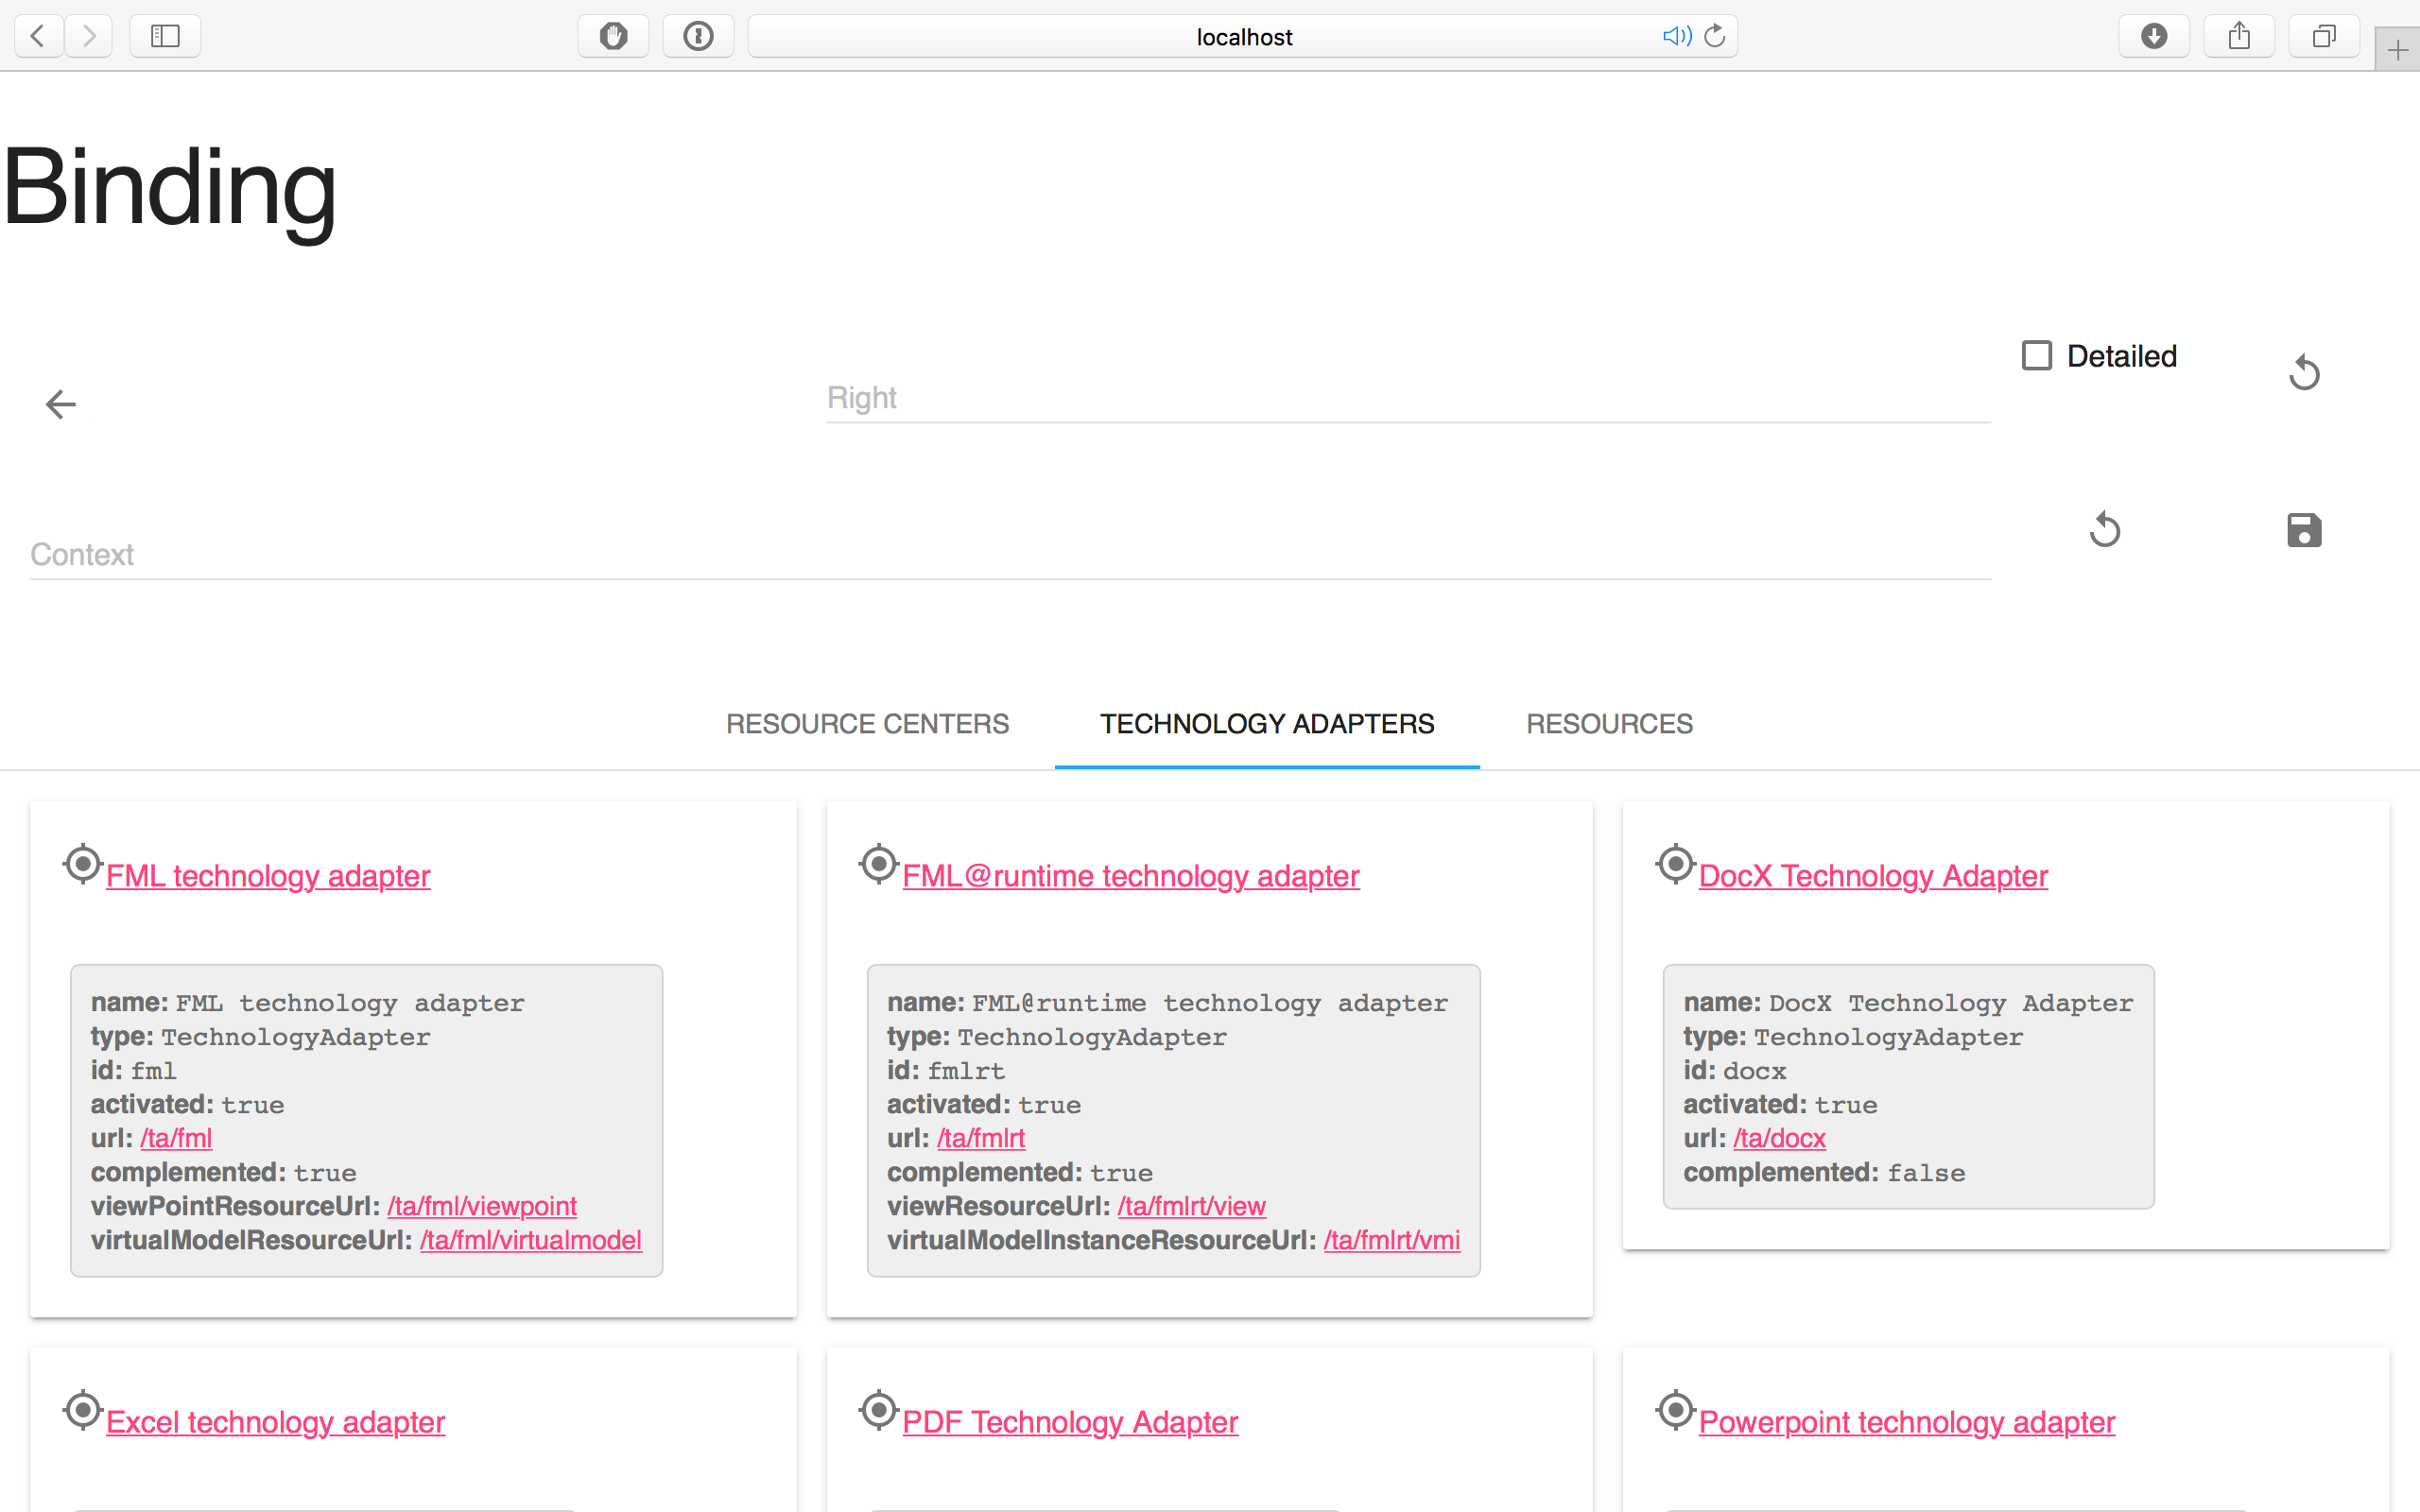 localhost
Binding
Detailed
Right
Context
RESOURCE CENTERS
TECHNOLOGY ADAPTERS
RESOURCES
FML technology adapter
name: FML technology adapter
type: TechnologyAdapter
id: fml
activated: true
url: /ta/fml
complemented: true
viewPointResourceUrl: /ta/fml/viewpoint
virtualModelResourceUrl: /ta/fml/virtualmodel
FML@runtime technology adapter
name: FML@runtime technology adapter
type: TechnologyAdapter
id: fmlrt
activated: true
url: /ta/fmlrt
complemented: true
viewResourceUrl: /ta/fmlrt/view
virtualModelInstanceResourceUrl: /ta/fmlrt/vmi
DocX Technology Adapter
name: DocX Technology Adapter
type: TechnologyAdapter
id: docx
activated: true
url: /ta/docx
complemented: false
Excel technology adapter
PDF Technology Adapter
Powerpoint technology adapter